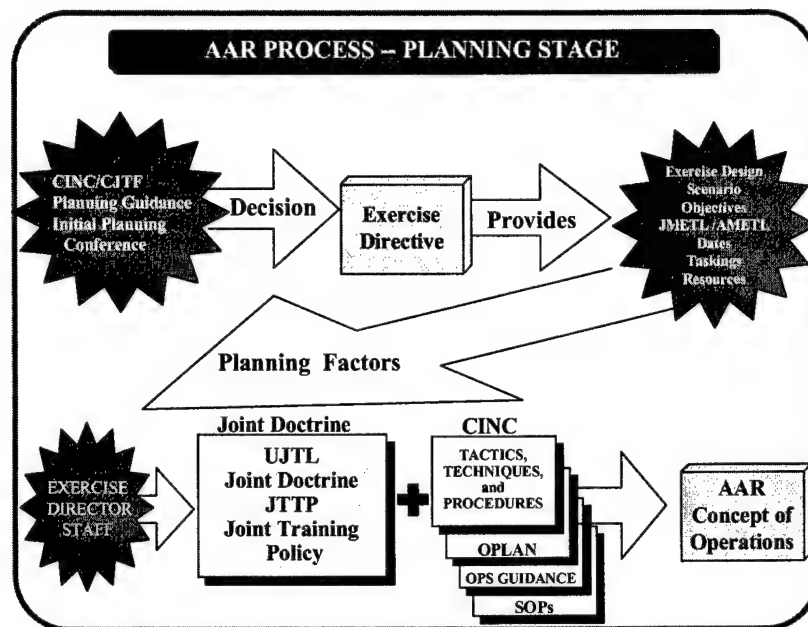 AAR PROCESS – PLANNING STAGE
CINC/CJTF
Planning Guidance
Initial Planning
Conference
Decision
Exercise
Directive
Provides
Exercise Design
Scenario
Objectives
JMETL /AMETL
Dates
Taskings
Resources
Planning Factors
EXERCISE
DIRECTOR
STAFF
Joint Doctrine
UJTL
Joint Doctrine
JTTP
Joint Training
Policy
CINC
TACTICS,
TECHNIQUES,
and
PROCEDURES
OPLAN
OPS GUIDANCE
SOPs
AAR
Concept of
Operations